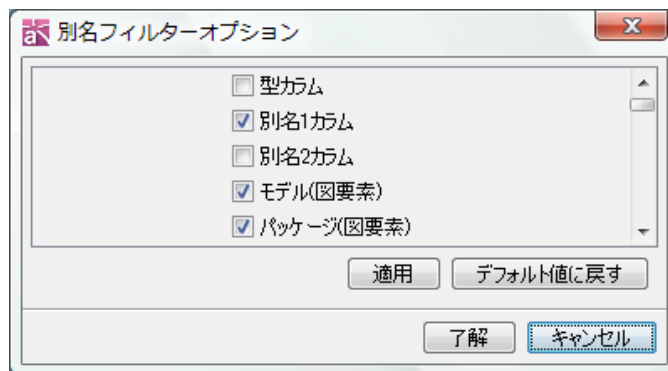 別名フィルターオプション
型カラム
別名1カラム
別名2カラム
モデル(図要素)
パッケージ(図要素)
適用 デフォルト値に戻す
了解 キャンセル